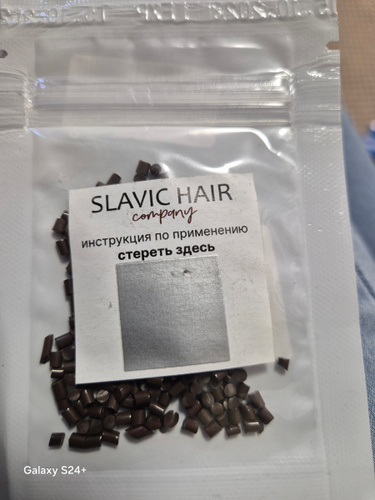 SLAVIC HAIR
company
инструкция по применению
стереть здесь
Galaxy S24+